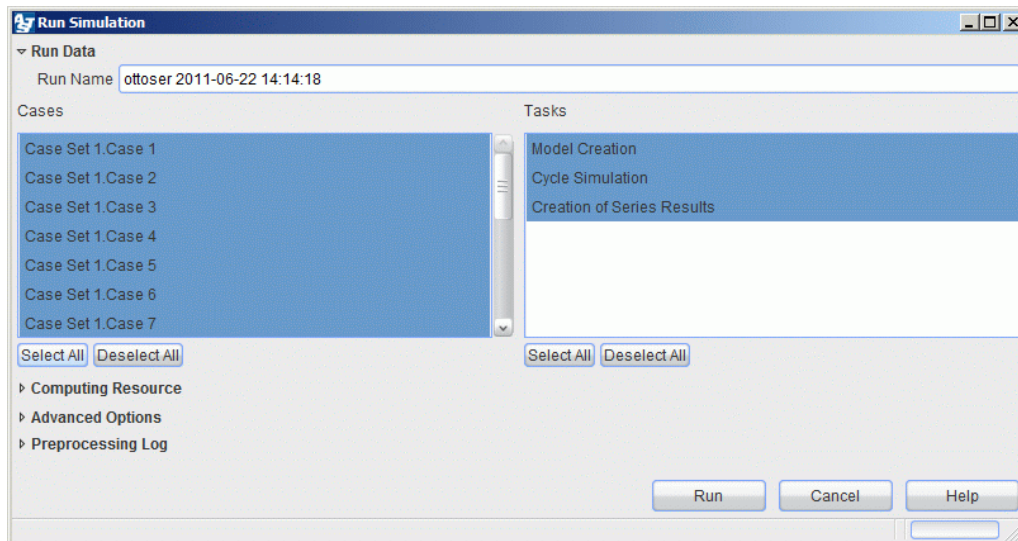 Run Simulation
Run Data
Run Name ottoser 2011-06-22 14:14:18
Cases
Tasks
Case Set 1.Case 1
Case Set 1.Case 2
Case Set 1.Case 3
Case Set 1.Case 4
Case Set 1.Case 5
Case Set 1.Case 6
Case Set 1.Case 7
Model Creation
Cycle Simulation
Creation of Series Results
Select All Deselect All
Select All Deselect All
Computing Resource
Advanced Options
Preprocessing Log
Run Cancel Help